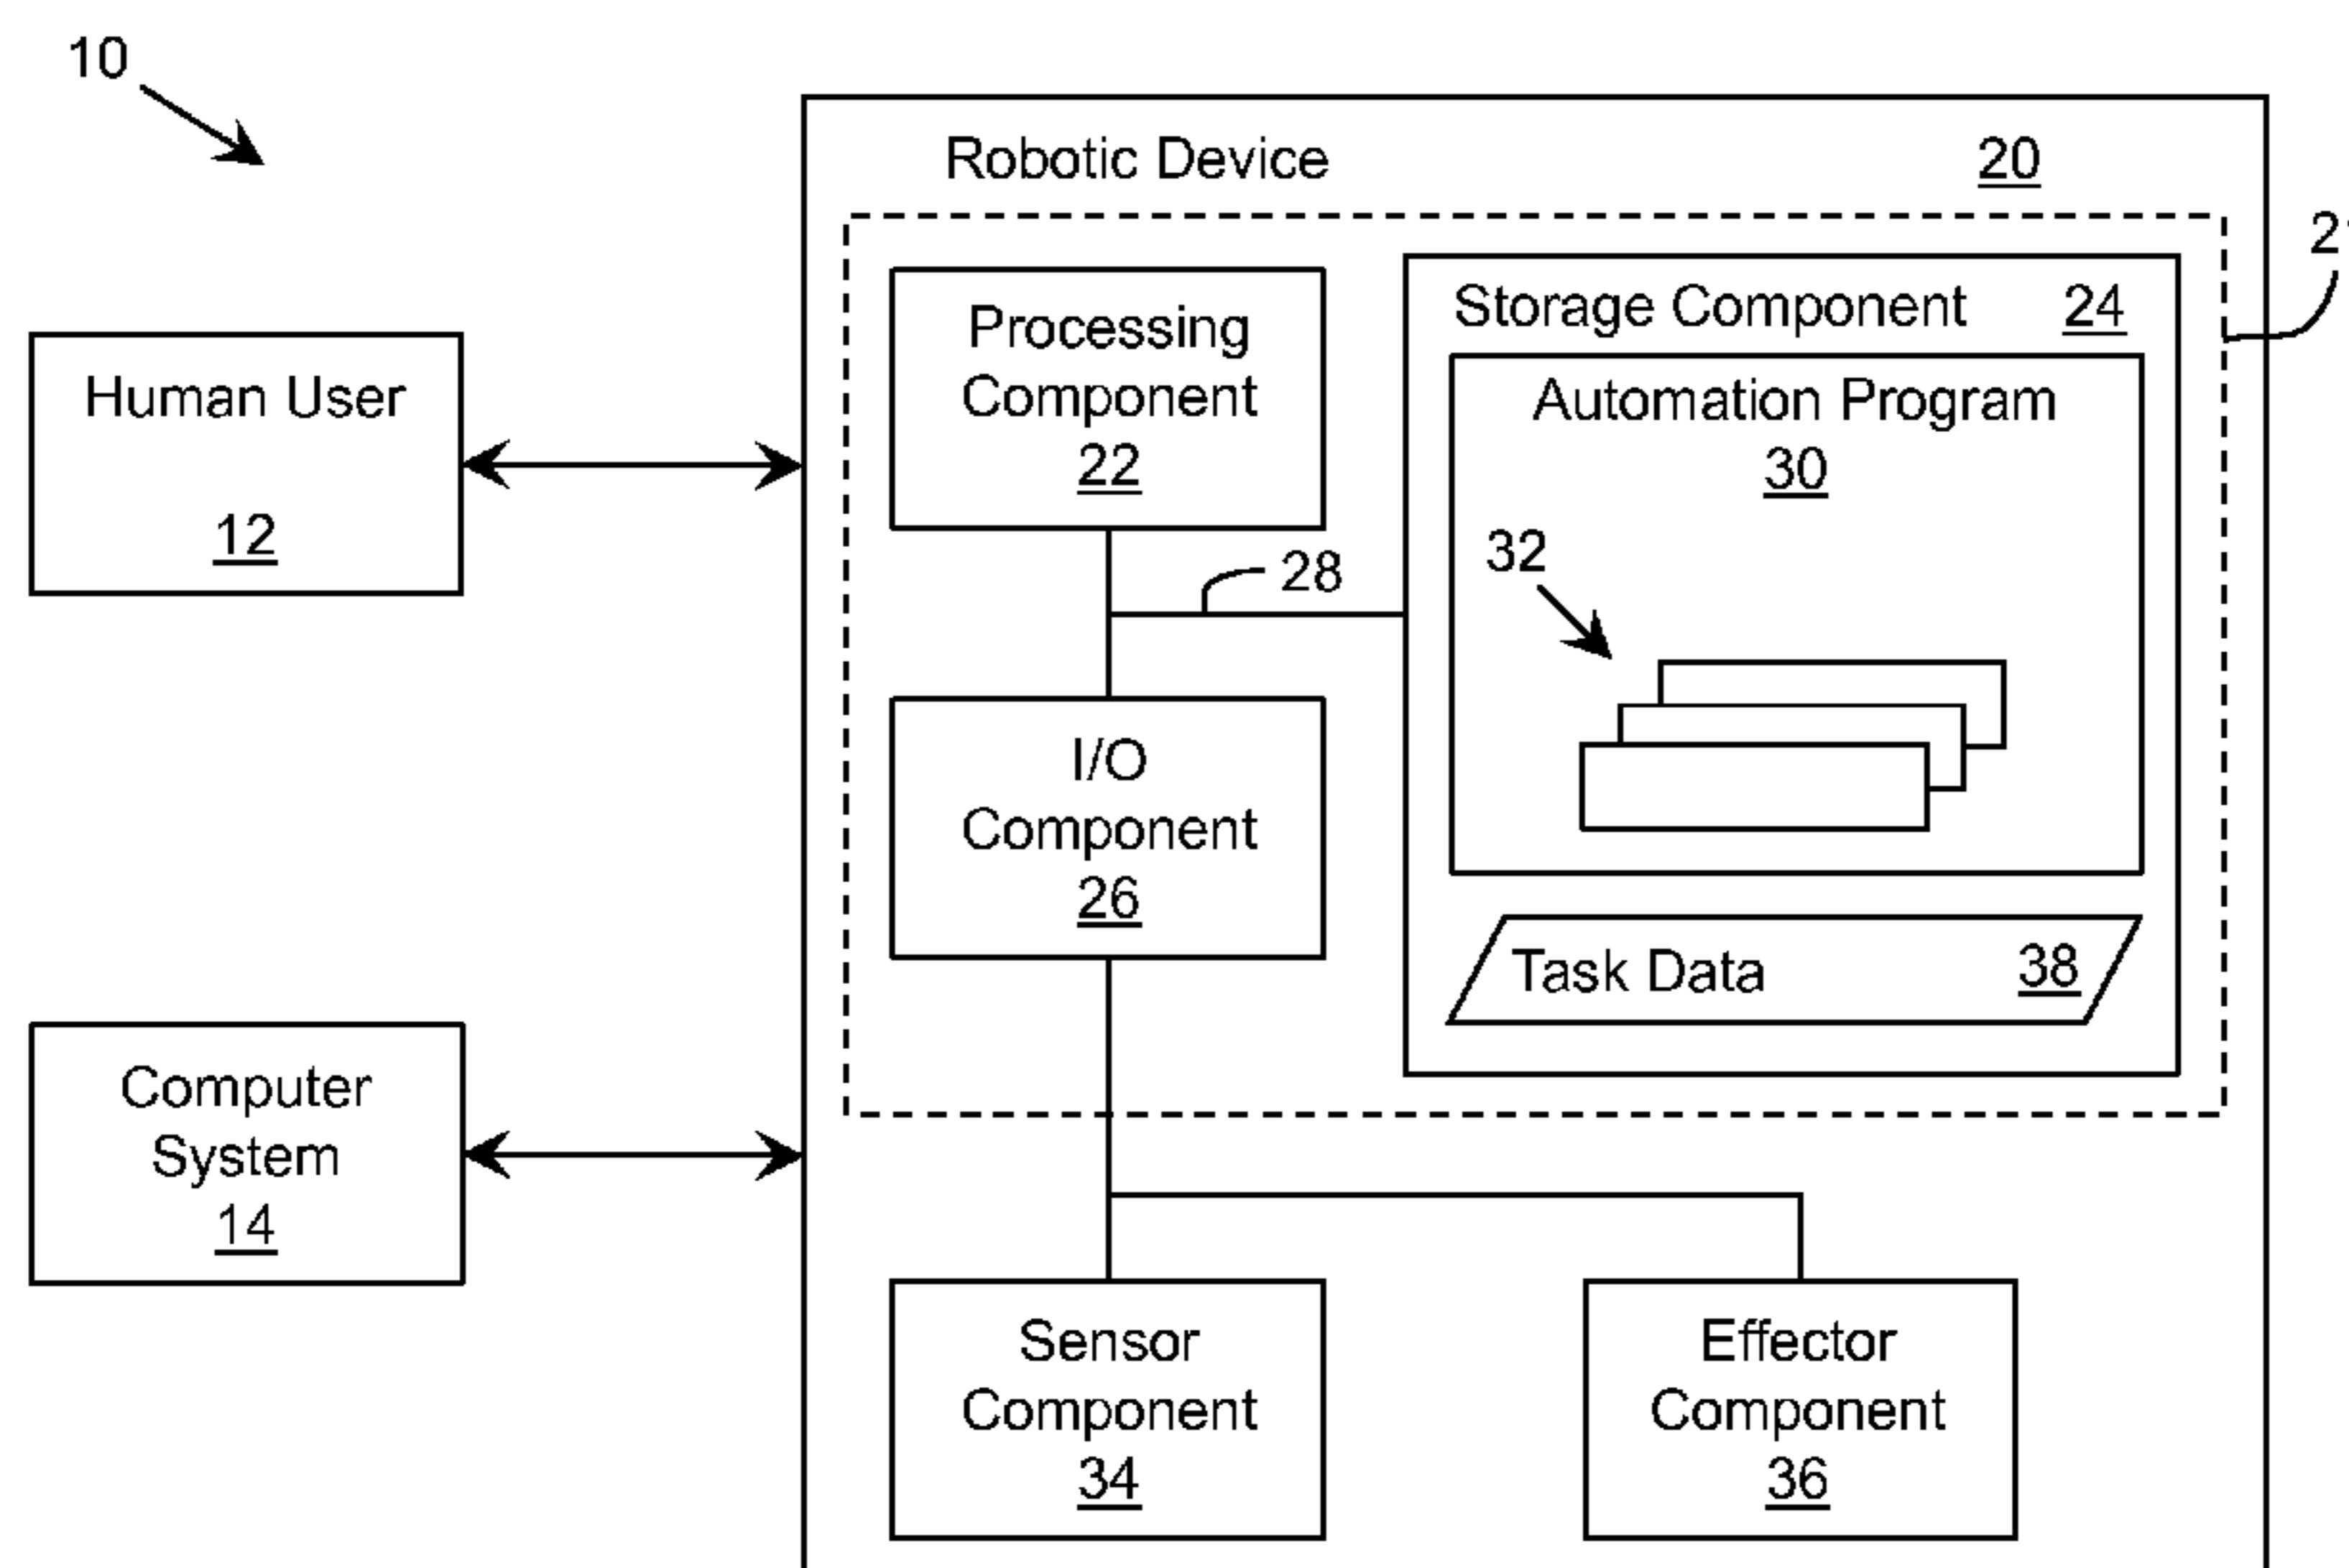 10
Robotic Device 20
Human User
12
Processing
Component
22
Storage Component 24
Automation Program
30
32
28
I/O
Component
26
Task Data 38
Computer
System
14
Sensor
Component
34
Effector
Component
36